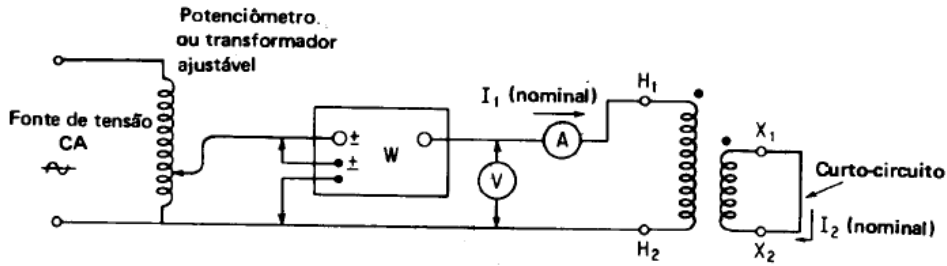 Potenciômetro
ou transformador
ajustável
Fonte de tensão
CA
±
±
W
I₁ (nominal)
A
V
H₁
H₂
X₁
X₂
Curto-circuito
I₂ (nominal)